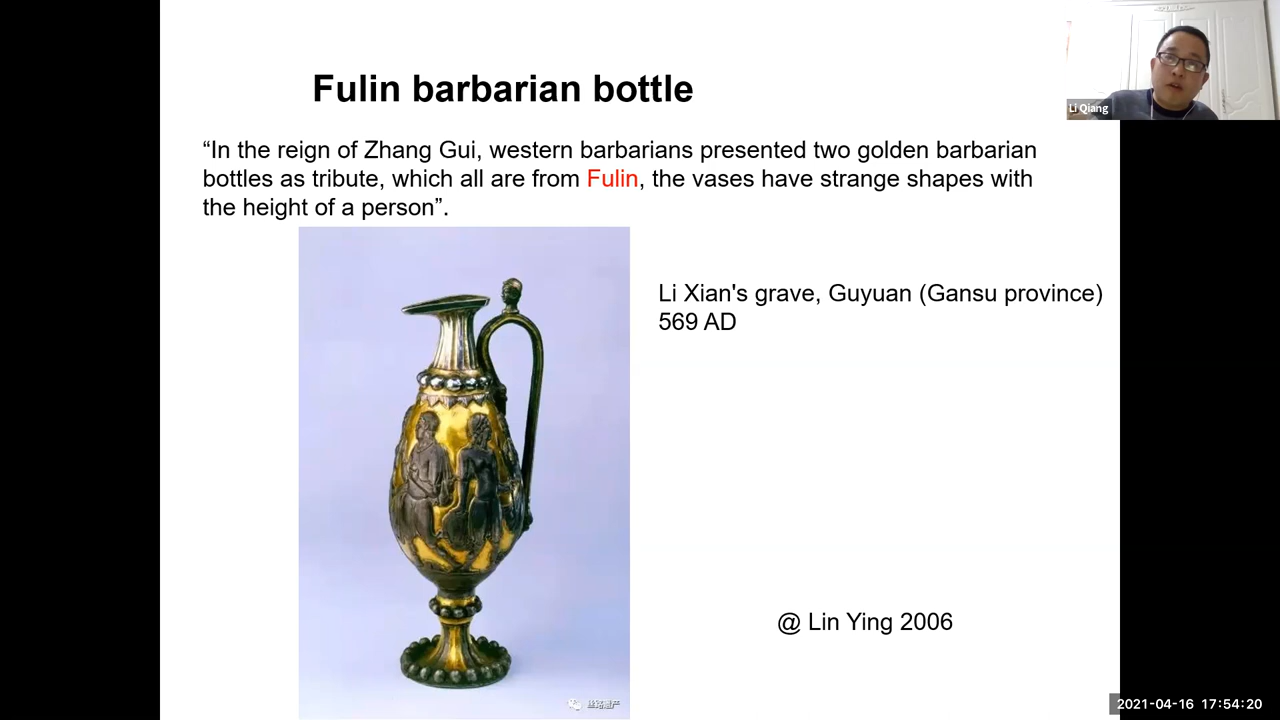 Fulin barbarian bottle
“In the reign of Zhang Gui, western barbarians presented two golden barbarian
bottles as tribute, which all are from Fulin, the vases have strange shapes with
the height of a person”.
Li Xian's grave, Guyuan (Gansu province)
569 AD
@ Lin Ying 2006
Li Qiang
2021-04-16 17:54:20